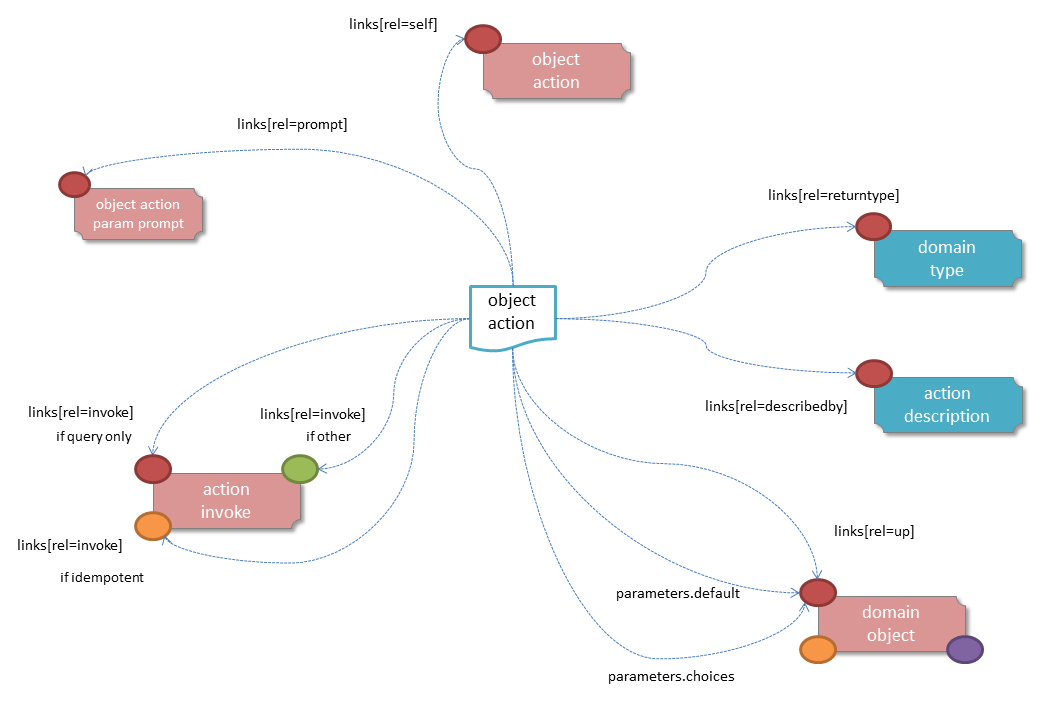 links[rel=self]
object
action
links[rel=prompt]
object action
param prompt
links[rel=returntype]
domain
type
object
action
action
description
links[rel=describedby]
links[rel=invoke]
if query only
links[rel=invoke]
if other
action
invoke
links[rel=invoke]
if idempotent
links[rel=up]
parameters.default
domain
object
parameters.choices